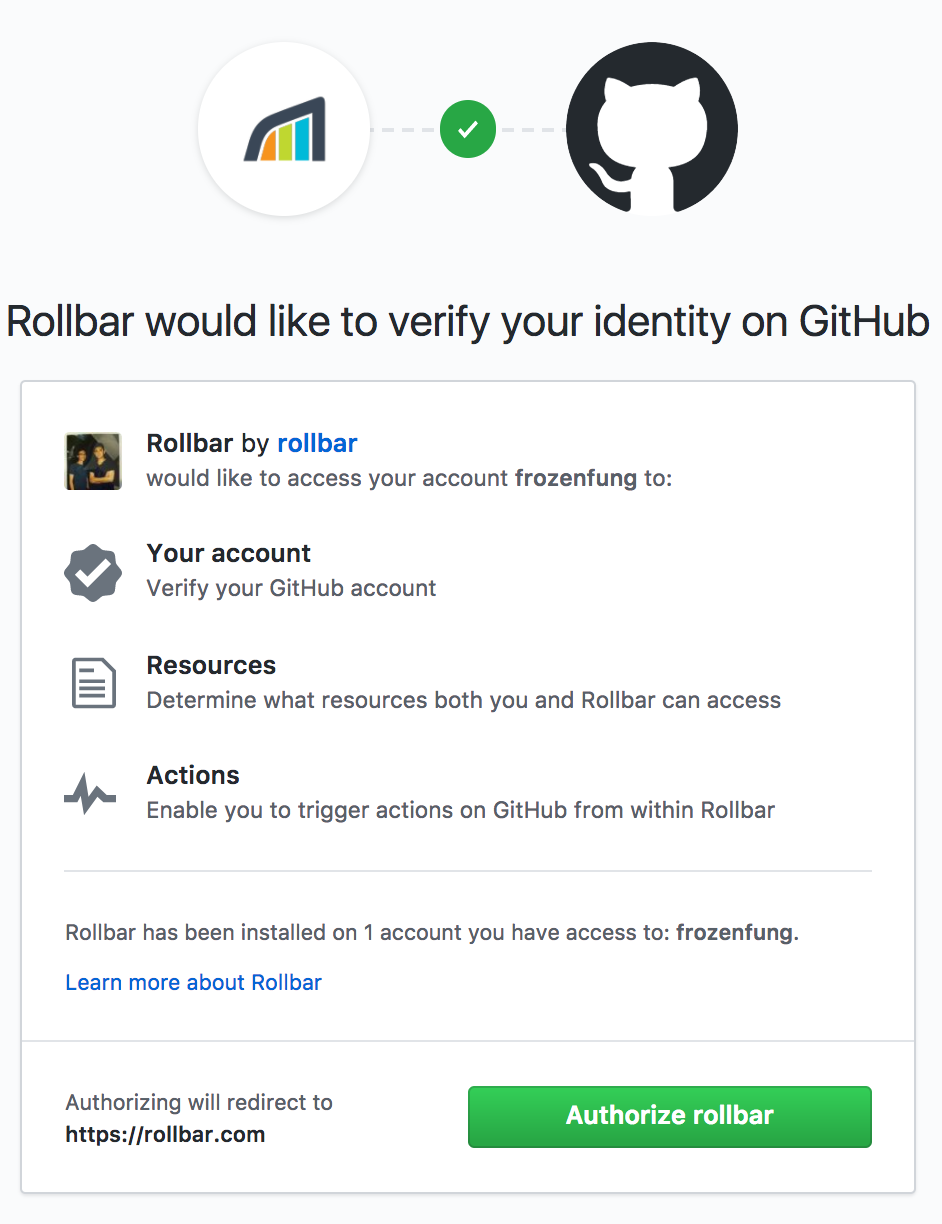 Rollbar would like to verify your identity on GitHub
Rollbar by rollbar
would like to access your account frozenfung to:
Your account
Verify your GitHub account
Resources
Determine what resources both you and Rollbar can access
Actions
Enable you to trigger actions on GitHub from within Rollbar
Rollbar has been installed on 1 account you have access to: frozenfung.
Learn more about Rollbar
Authorizing will redirect to
https://rollbar.com
Authorize rollbar